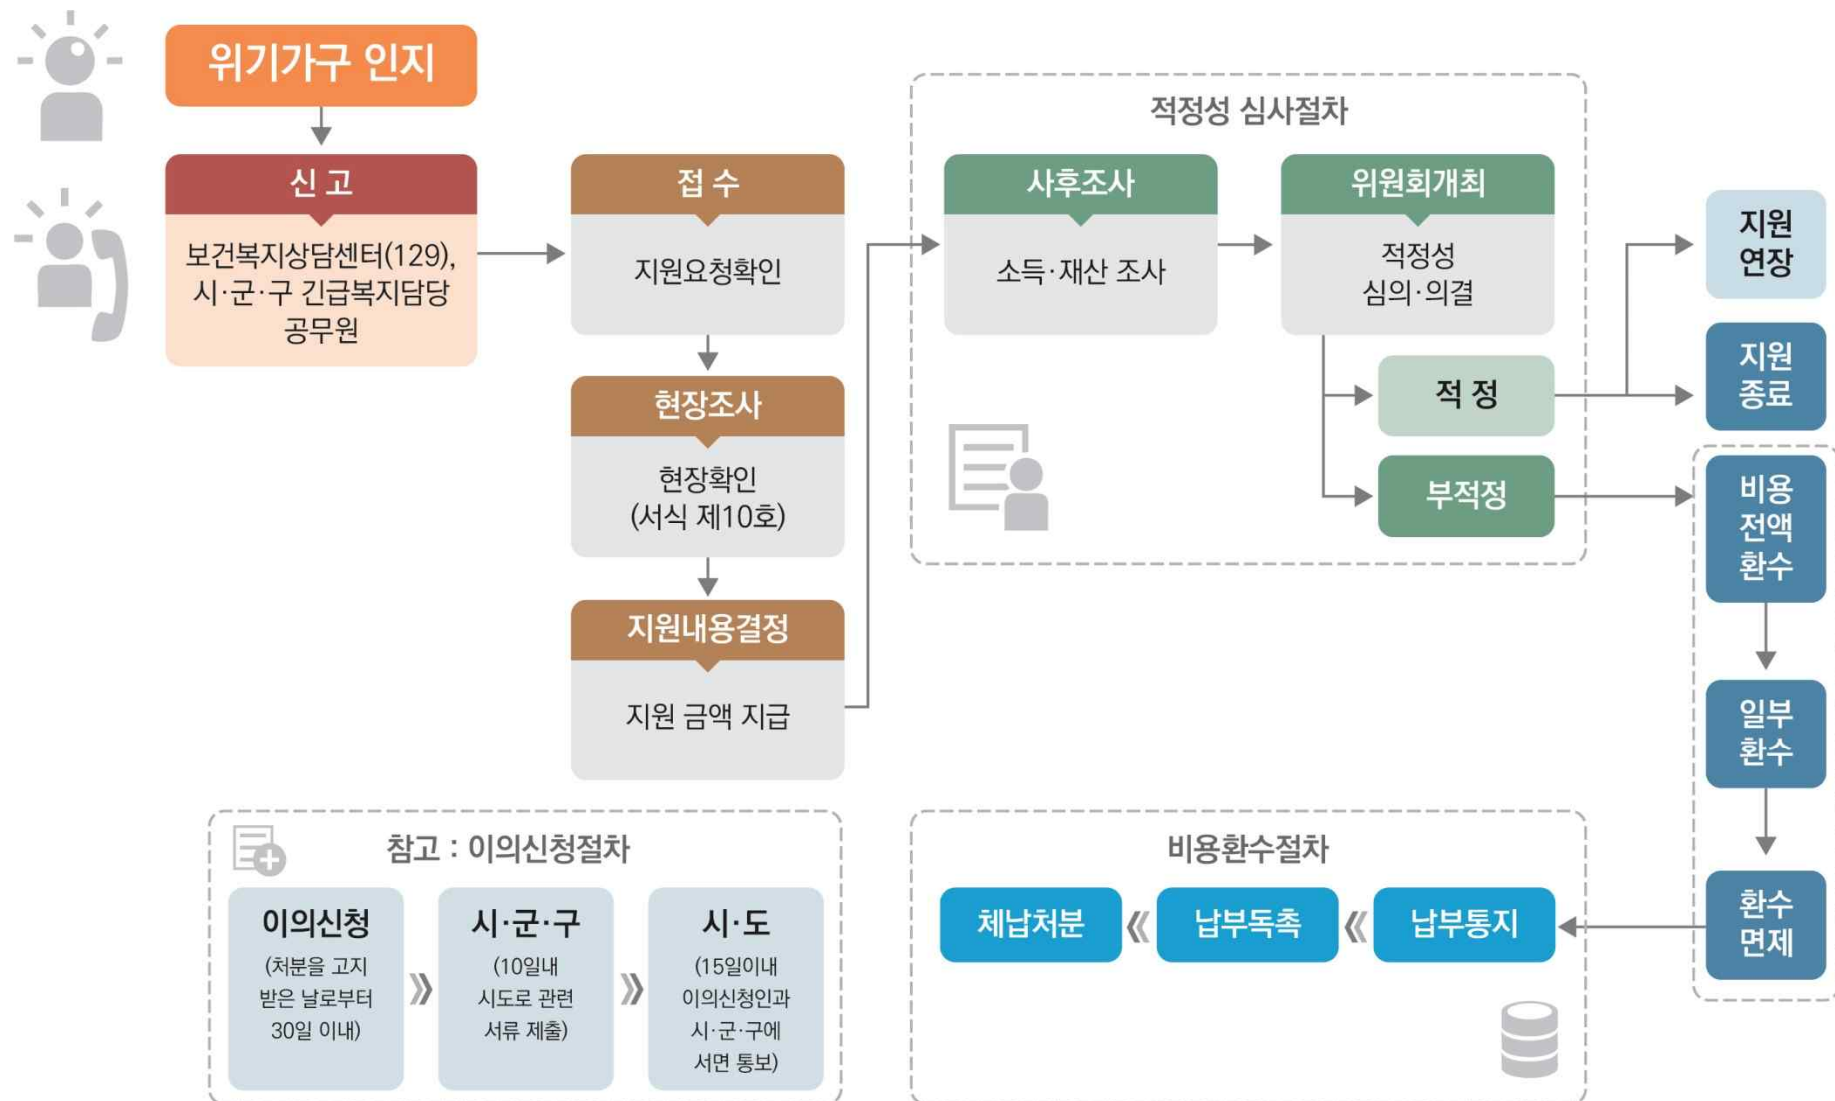 위기가구 인지
신 고
보건복지상담센터(129),
시·군·구 긴급복지담당
공무원
접 수
지원요청확인
현장조사
현장확인
(서식 제10호)
지원내용결정
지원 금액 지급
적정성 심사절차
사후조사
소득·재산 조사
위원회개최
적정성
심의·의결
적 정
부적정
지원
연장
지원
종료
비용
전액
환수
일부
환수
환수
면제
참고 : 이의신청절차
이의신청
(처분을 고지
받은 날로부터
30일 이내)
시·군·구
(10일내
시도로 관련
서류 제출)
시·도
(15일이내
이의신청인과
시·군·구에
서면 통보)
비용환수절차
체납처분
납부독촉
납부통지